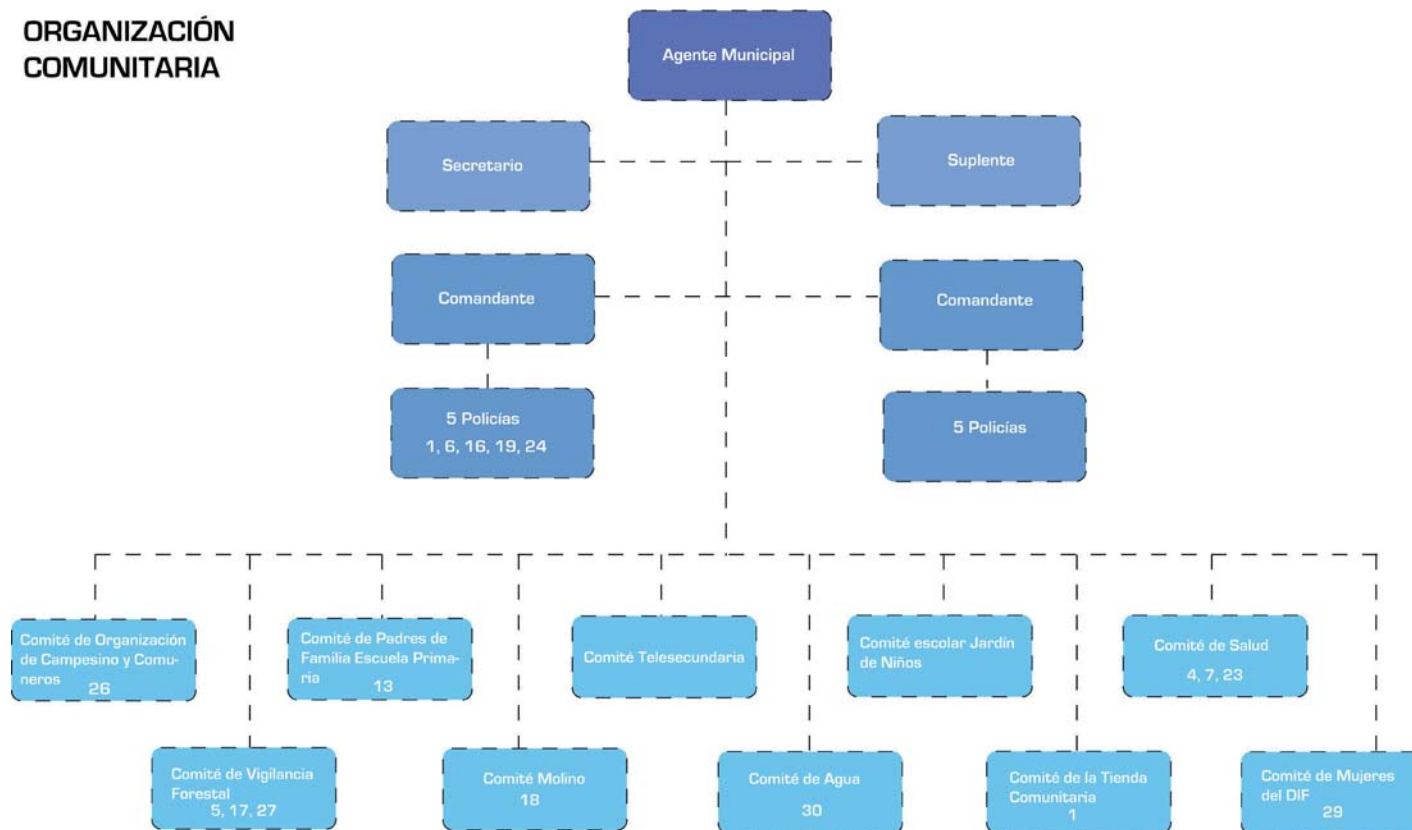 ORGANIZACIÓN
COMUNITARIA
Agente Municipal
Secretario
Suplente
Comandante
Comandante
5 Policías
1, 6, 16, 19, 24
5 Policías
Comité de Organización
de Campesino y Comu-
neros
26
Comité de Padres de
Familia Escuela Prima-
ria
13
Comité Telesecundaria
Comité escolar Jardín
de Niños
Comité de Salud
4, 7, 23
Comité de Vigilancia
Forestal
5, 17, 27
Comité Molino
18
Comité de Agua
30
Comité de la Tienda
Comunitaria
1
Comité de Mujeres
del DIF
29